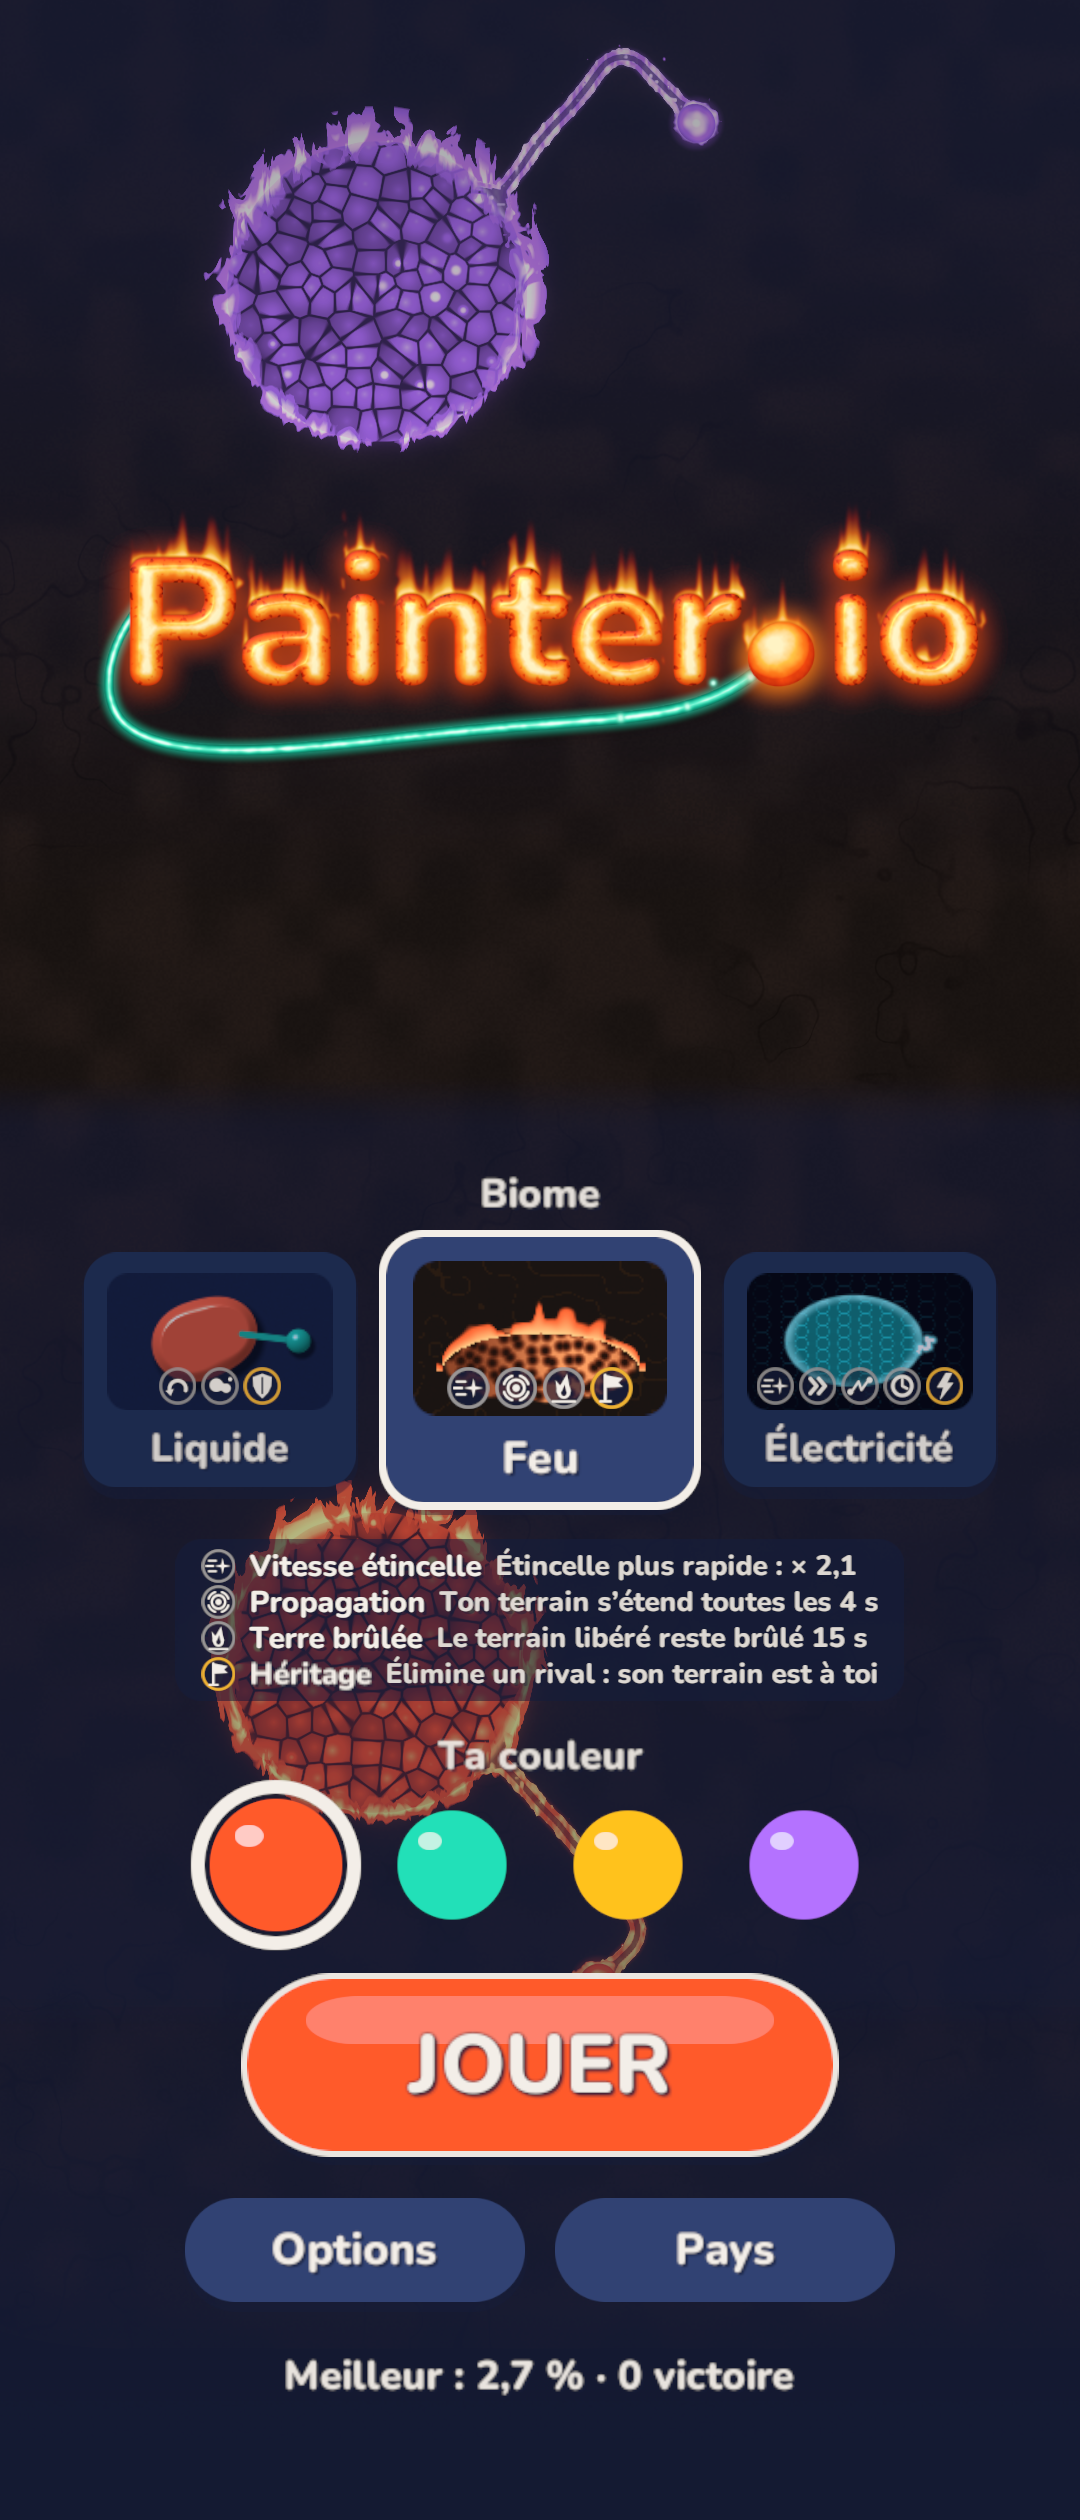 Painter.io
Biome
Liquide
Feu
Électricité
Vitesse étincelle Étincelle plus rapide : × 2,1
Propagation Ton terrain s’étend toutes les 4 s
Terre brûlée Le terrain libéré reste brûlé 15 s
Héritage Élimine un rival : son terrain est à toi
Ta couleur
JOUER
Options
Pays
Meilleur : 2,7 % · 0 victoire